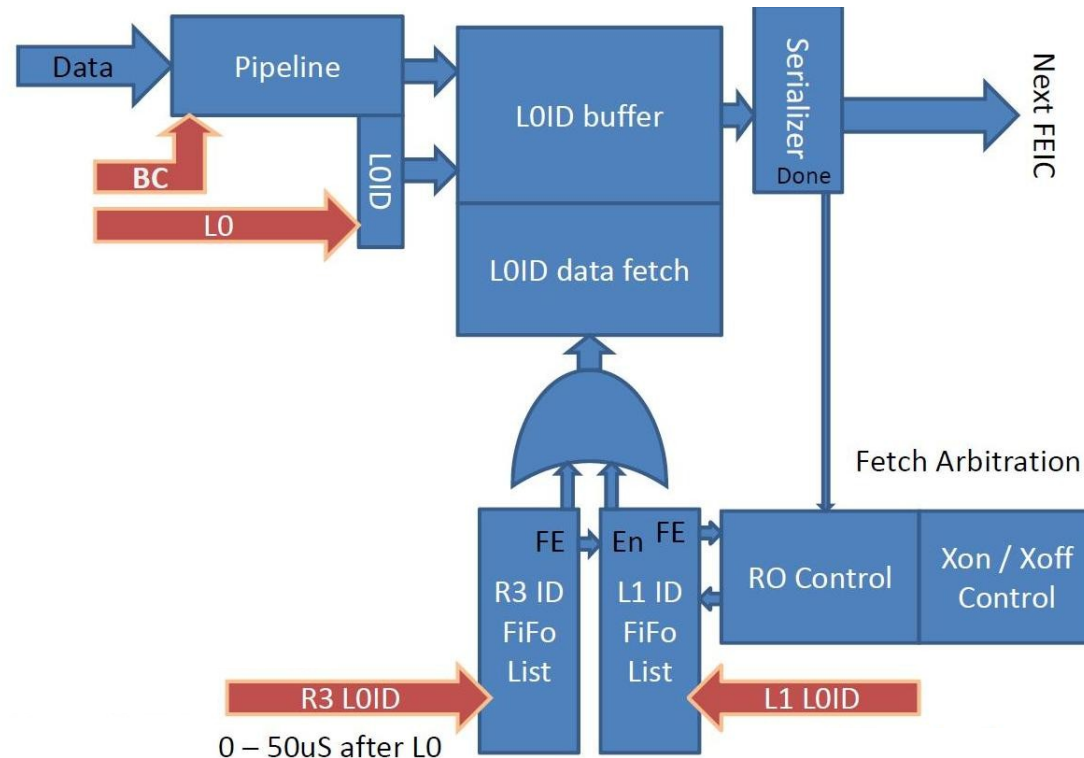 Data
Pipeline
BC
L0
L0ID
L0ID buffer
L0ID data fetch
Serializer
Done
Next FEIC
Fetch Arbitration
FE
R3 ID
FiFo
List
En
FE
L1 ID
FiFo
List
RO Control
Xon / Xoff
Control
R3 L0ID
L1 L0ID
0 – 50uS after L0